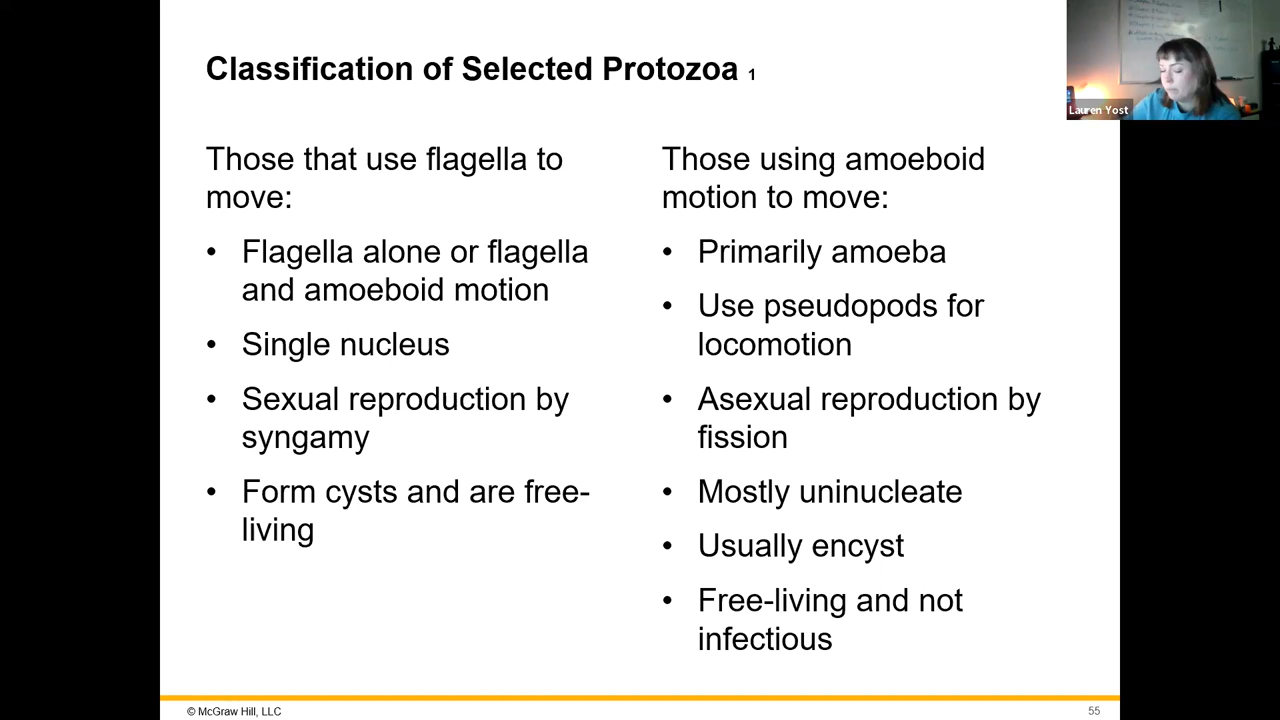 Classification of Selected Protozoa 1
Lauren Yost
Those that use flagella to
move:
• Flagella alone or flagella
and amoeboid motion
• Single nucleus
• Sexual reproduction by
syngamy
• Form cysts and are free-
living
Those using amoeboid
motion to move:
• Primarily amoeba
• Use pseudopods for
locomotion
• Asexual reproduction by
fission
• Mostly uninucleate
• Usually encyst
• Free-living and not
infectious
© McGraw Hill, LLC
55